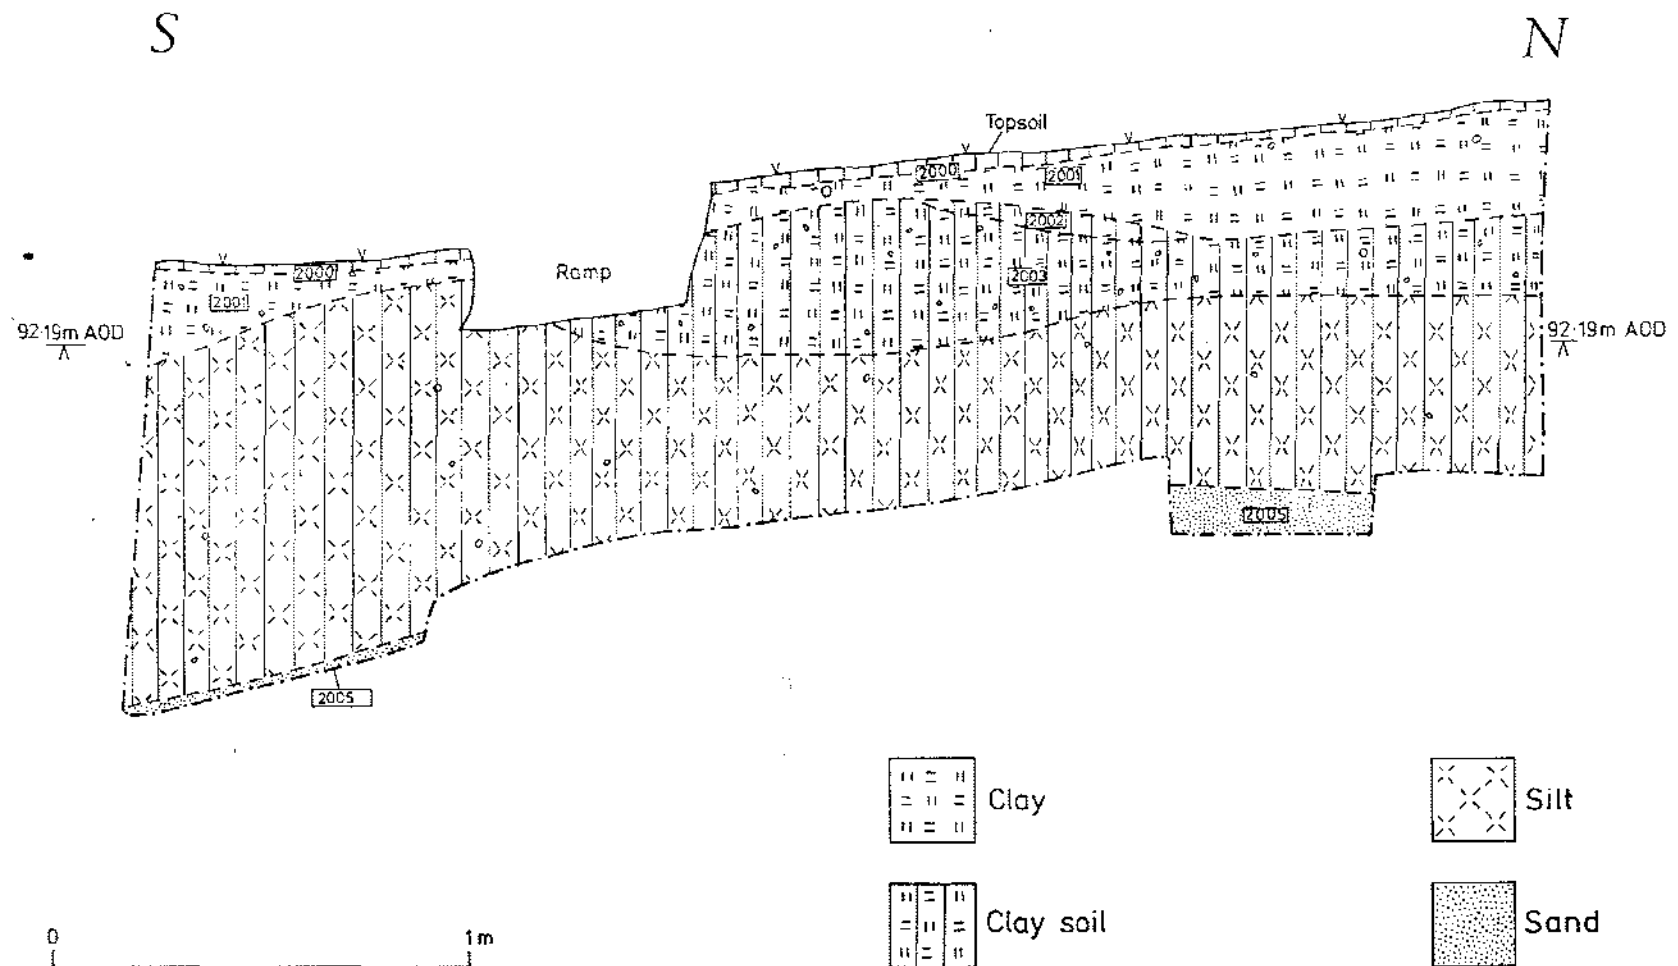 S
N
Topsoil
2000
2001
2002
2003
Ramp
2000
2001
92·19m AOD
92·19m AOD
2005
2005
Clay
Silt
Clay soil
Sand
0
1m